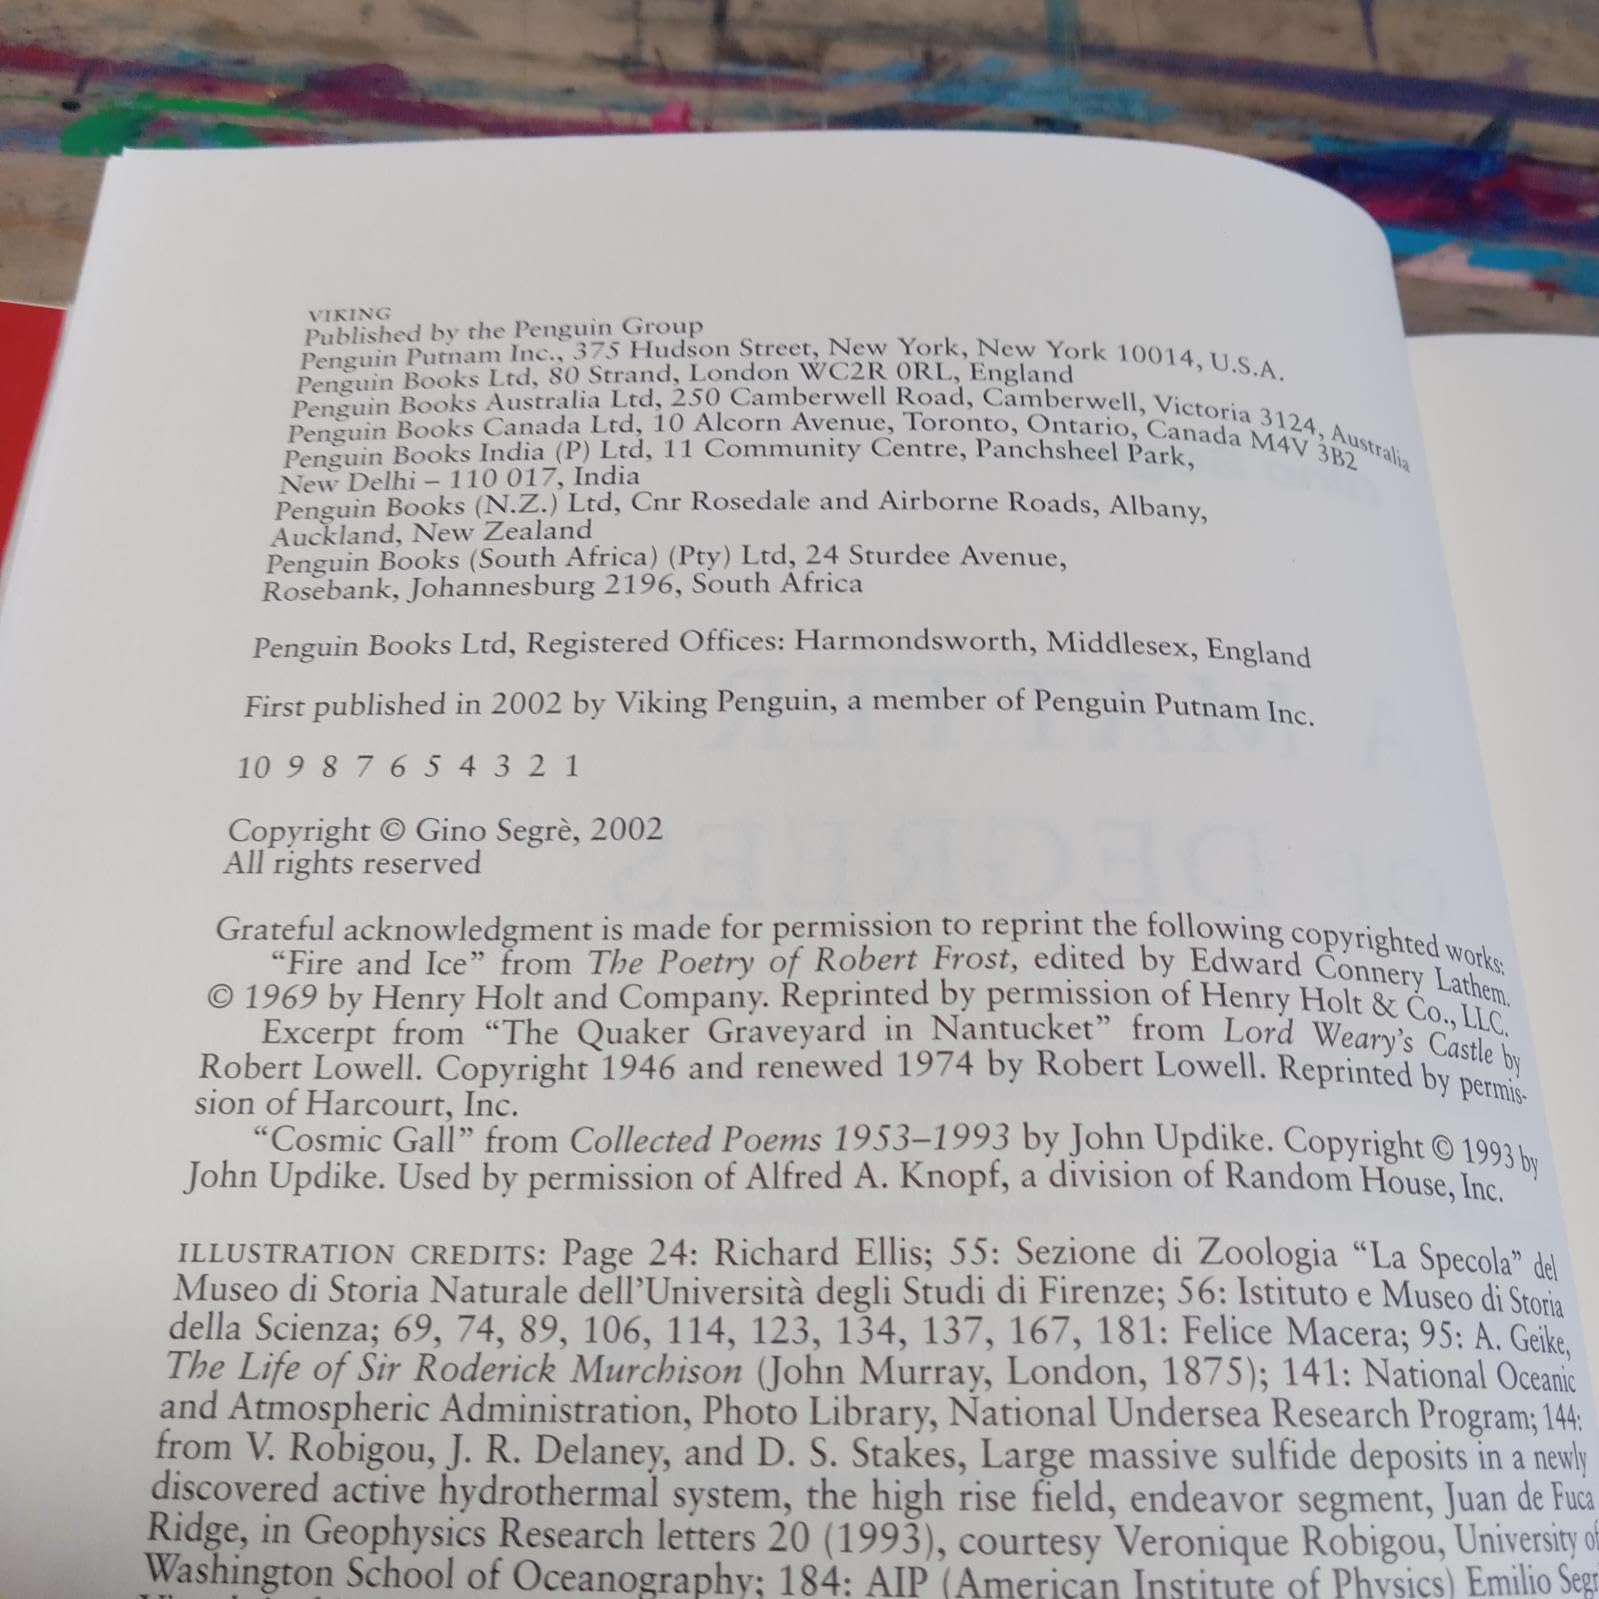 VIKING
Published by the Penguin Group
Penguin Putnam Inc., 375 Hudson Street, New York, New York 10014, U.S.A.
Penguin Books Ltd, 80 Strand, London WC2R 0RL, England
Penguin Books Australia Ltd, 250 Camberwell Road, Camberwell, Victoria 3124, Australia
Penguin Books Canada Ltd, 10 Alcorn Avenue, Toronto, Ontario, Canada M4V 3B2
Penguin Books India (P) Ltd, 11 Community Centre, Panchsheel Park,
New Delhi – 110 017, India
Penguin Books (N.Z.) Ltd, Cnr Rosedale and Airborne Roads, Albany,
Auckland, New Zealand
Penguin Books (South Africa) (Pty) Ltd, 24 Sturdee Avenue,
Rosebank, Johannesburg 2196, South Africa
Penguin Books Ltd, Registered Offices: Harmondsworth, Middlesex, England
First published in 2002 by Viking Penguin, a member of Penguin Putnam Inc.
10 9 8 7 6 5 4 3 2 1
Copyright © Gino Segrè, 2002
All rights reserved
Grateful acknowledgment is made for permission to reprint the following copyrighted works:
“Fire and Ice” from The Poetry of Robert Frost, edited by Edward Connery Lathem.
© 1969 by Henry Holt and Company. Reprinted by permission of Henry Holt & Co., LLC.
Excerpt from “The Quaker Graveyard in Nantucket” from Lord Weary’s Castle by
Robert Lowell. Copyright 1946 and renewed 1974 by Robert Lowell. Reprinted by permis-
sion of Harcourt, Inc.
“Cosmic Gall” from Collected Poems 1953–1993 by John Updike. Copyright © 1993 by
John Updike. Used by permission of Alfred A. Knopf, a division of Random House, Inc.
ILLUSTRATION CREDITS: Page 24: Richard Ellis; 55: Sezione di Zoologia “La Specola” del
Museo di Storia Naturale dell’Università degli Studi di Firenze; 56: Istituto e Museo di Storia
della Scienza; 69, 74, 89, 106, 114, 123, 134, 137, 167, 181: Felice Macera; 95: A. Geike,
The Life of Sir Roderick Murchison (John Murray, London, 1875); 141: National Oceanic
and Atmospheric Administration, Photo Library, National Undersea Research Program; 144:
from V. Robigou, J. R. Delaney, and D. S. Stakes, Large massive sulfide deposits in a newly
discovered active hydrothermal system, the high rise field, endeavor segment, Juan de Fuca
Ridge, in Geophysics Research letters 20 (1993), courtesy Veronique Robigou, University of
Washington School of Oceanography; 184: AIP (American Institute of Physics) Emilio Segr